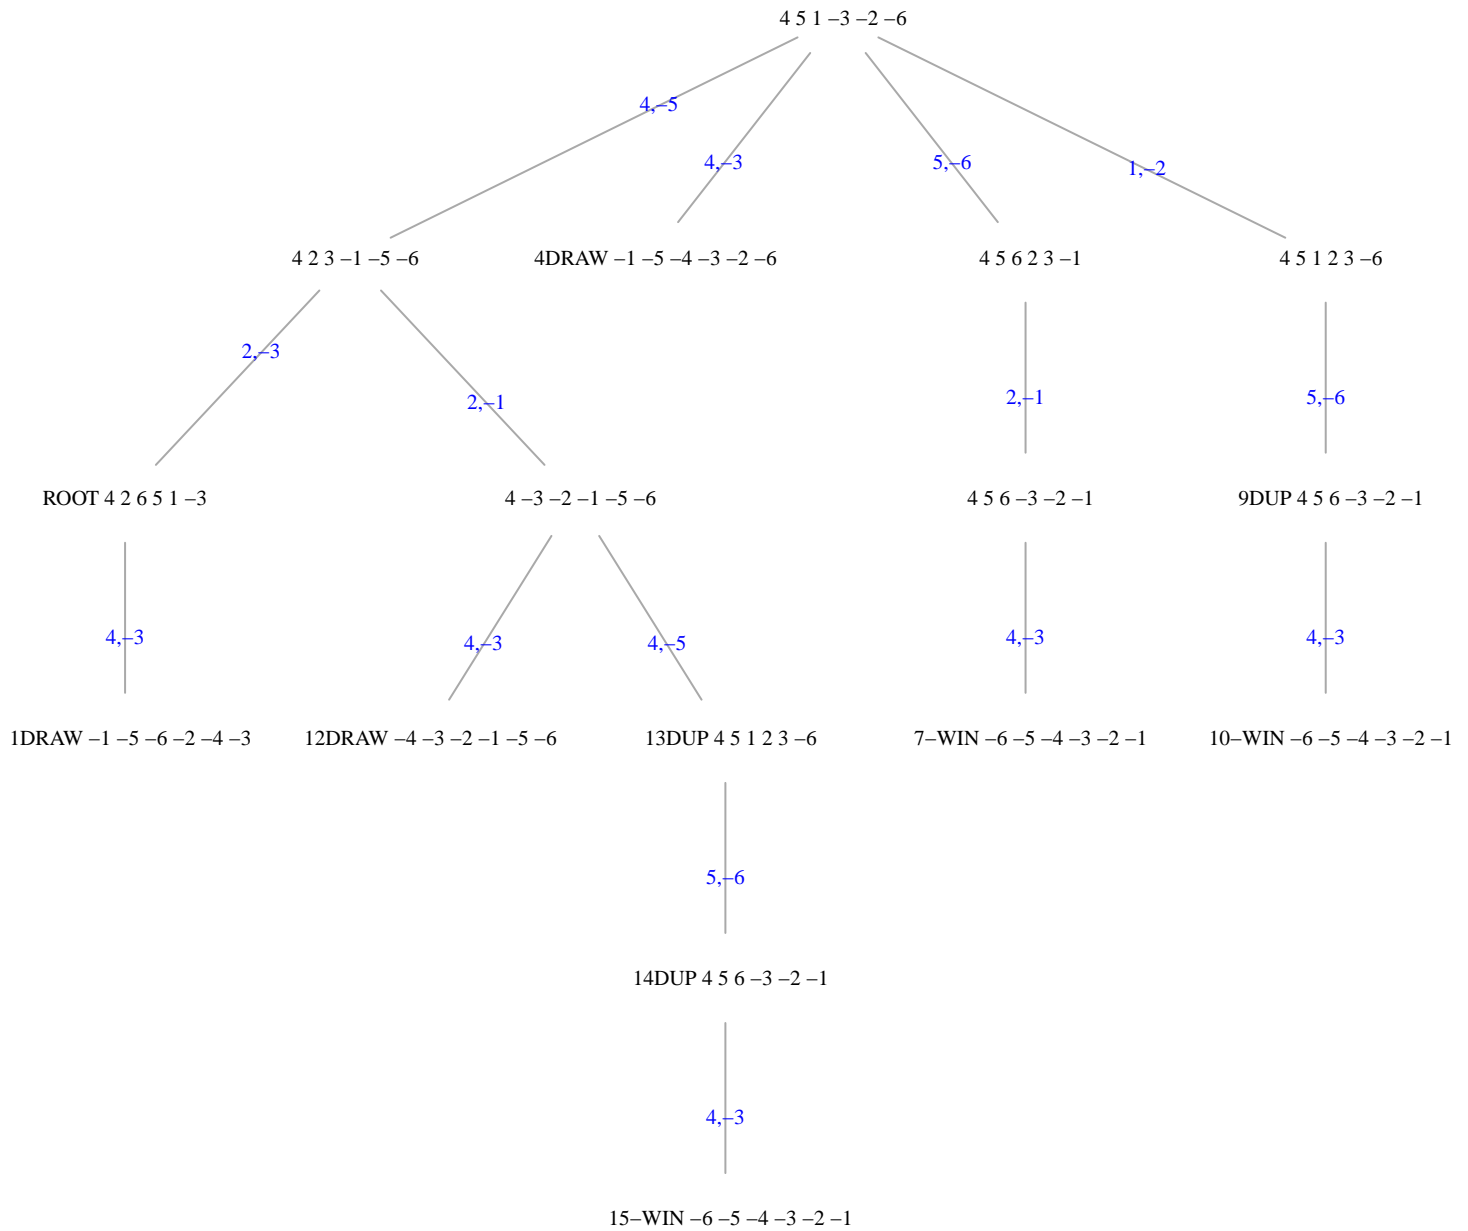 4 5 1 –3 –2 –6
4,–5
4,–3
5,–6
1,–2
4 2 3 –1 –5 –6
4DRAW –1 –5 –4 –3 –2 –6
4 5 6 2 3 –1
4 5 1 2 3 –6
2,–3
2,–1
2,–1
5,–6
ROOT 4 2 6 5 1 –3
4 –3 –2 –1 –5 –6
4 5 6 –3 –2 –1
9DUP 4 5 6 –3 –2 –1
4,–3
4,–3
4,–5
4,–3
4,–3
1DRAW –1 –5 –6 –2 –4 –3
12DRAW –4 –3 –2 –1 –5 –6
13DUP 4 5 1 2 3 –6
7–WIN –6 –5 –4 –3 –2 –1
10–WIN –6 –5 –4 –3 –2 –1
5,–6
14DUP 4 5 6 –3 –2 –1
4,–3
15–WIN –6 –5 –4 –3 –2 –1